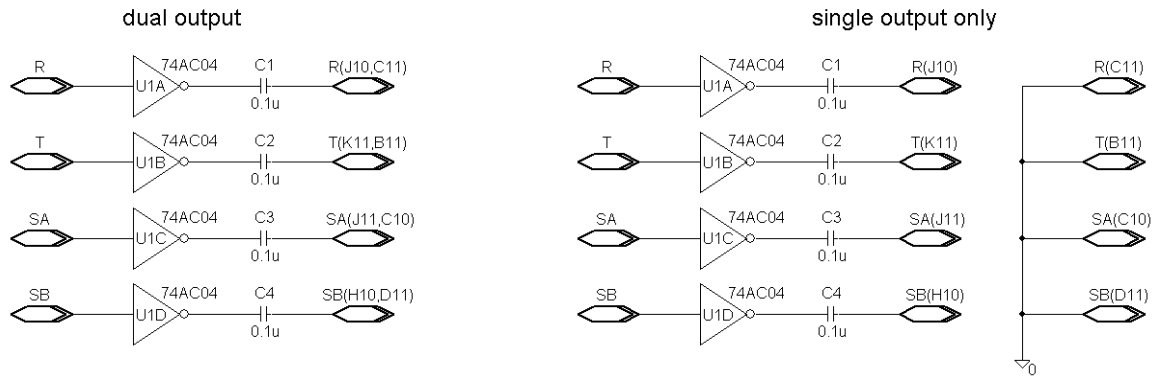 dual output
single output only
R
74AC04
U1A
C1
0.1u
R(J10,C11)
T
74AC04
U1B
C2
0.1u
T(K11,B11)
SA
74AC04
U1C
C3
0.1u
SA(J11,C10)
SB
74AC04
U1D
C4
0.1u
SB(H10,D11)
R
74AC04
U1A
C1
0.1u
R(J10)
R(C11)
T
74AC04
U1B
C2
0.1u
T(K11)
T(B11)
SA
74AC04
U1C
C3
0.1u
SA(J11)
SA(C10)
SB
74AC04
U1D
C4
0.1u
SB(H10)
SB(D11)
0